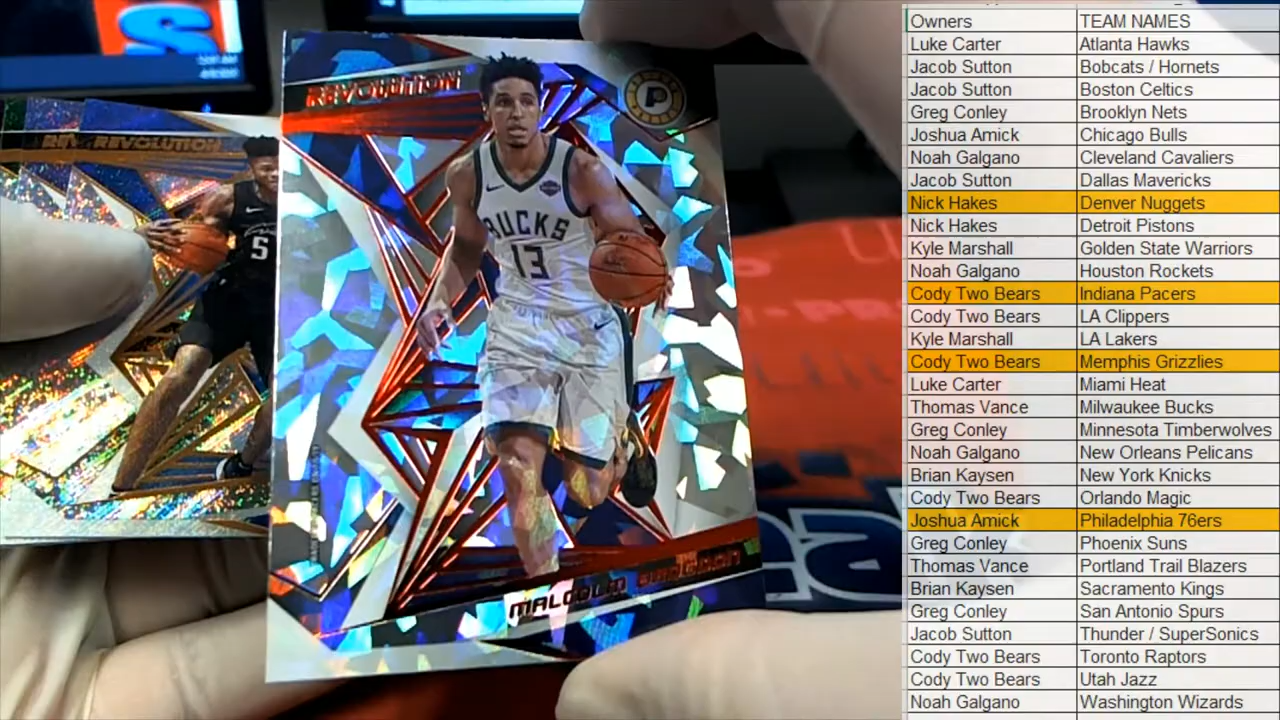 REVOLUTION
REVOLUTION
P
5
BUCKS
13
MALCOLM BROGDON
Owners TEAM NAMES
Luke Carter Atlanta Hawks
Jacob Sutton Bobcats / Hornets
Jacob Sutton Boston Celtics
Greg Conley Brooklyn Nets
Joshua Amick Chicago Bulls
Noah Galgano Cleveland Cavaliers
Jacob Sutton Dallas Mavericks
Nick Hakes Denver Nuggets
Nick Hakes Detroit Pistons
Kyle Marshall Golden State Warriors
Noah Galgano Houston Rockets
Cody Two Bears Indiana Pacers
Cody Two Bears LA Clippers
Kyle Marshall LA Lakers
Cody Two Bears Memphis Grizzlies
Luke Carter Miami Heat
Thomas Vance Milwaukee Bucks
Greg Conley Minnesota Timberwolves
Noah Galgano New Orleans Pelicans
Brian Kaysen New York Knicks
Cody Two Bears Orlando Magic
Joshua Amick Philadelphia 76ers
Greg Conley Phoenix Suns
Thomas Vance Portland Trail Blazers
Brian Kaysen Sacramento Kings
Greg Conley San Antonio Spurs
Jacob Sutton Thunder / SuperSonics
Cody Two Bears Toronto Raptors
Cody Two Bears Utah Jazz
Noah Galgano Washington Wizards